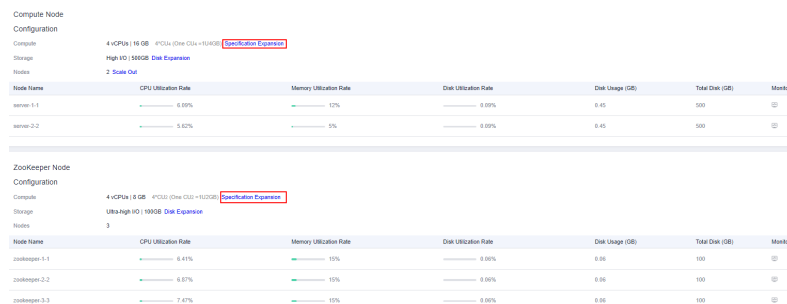 Compute Node
Configuration
Compute 4 vCPUs | 16 GB 4*CUs (One CUs =1U4GB) Specification Expansion
Storage High I/O | 500GB Disk Expansion
Nodes 2 Scale Out
Node Name CPU Utilization Rate Memory Utilization Rate Disk Utilization Rate Disk Usage (GB) Total Disk (GB) Monito
server-1-1 6.09% 12% 0.09% 0.45 500
server-2-2 5.62% 5% 0.09% 0.45 500
ZooKeeper Node
Configuration
Compute 4 vCPUs | 8 GB (One =1U2GB) Specification Expansion
Storage Ultra-high I/O | 100GB Disk Expansion
Nodes 3
Node Name CPU Utilization Rate Memory Utilization Rate Disk Utilization Rate Disk Usage (GB) Total Disk (GB) Monito
zookeeper-1-1 6.41% 15% 0.06% 0.06 100
zookeeper-2-2 6.87% 15% 0.06% 0.06 100
zookeeper-3-3 7.47% 15% 0.06% 0.06 100